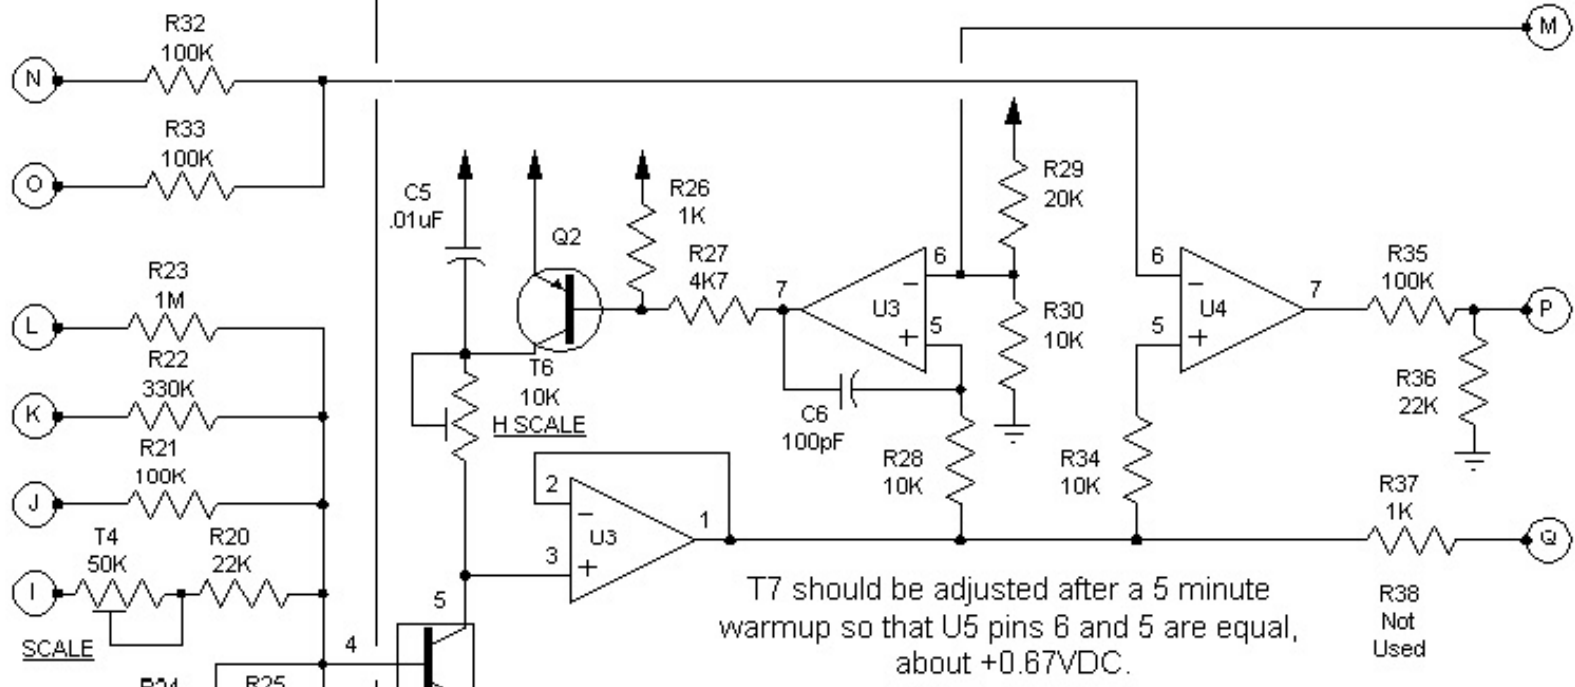 R32
100K
N
R33
100K
O
M
C5
.01uF
Q2
R26
1K
R27
4K7
7
6
U3
5
R29
20K
R30
10K
6
U4
5
7
R35
100K
P
R36
22K
R23
1M
L
R22
330K
K
R21
100K
J
T4
50K
R20
22K
I
SCALE
T6
10K
H SCALE
C6
100pF
R28
10K
R34
10K
2
U3
3
1
R37
1K
Q
R38
Not
Used
5
4
T7 should be adjusted after a 5 minute
warmup so that U5 pins 6 and 5 are equal,
about +0.67VDC.
R25